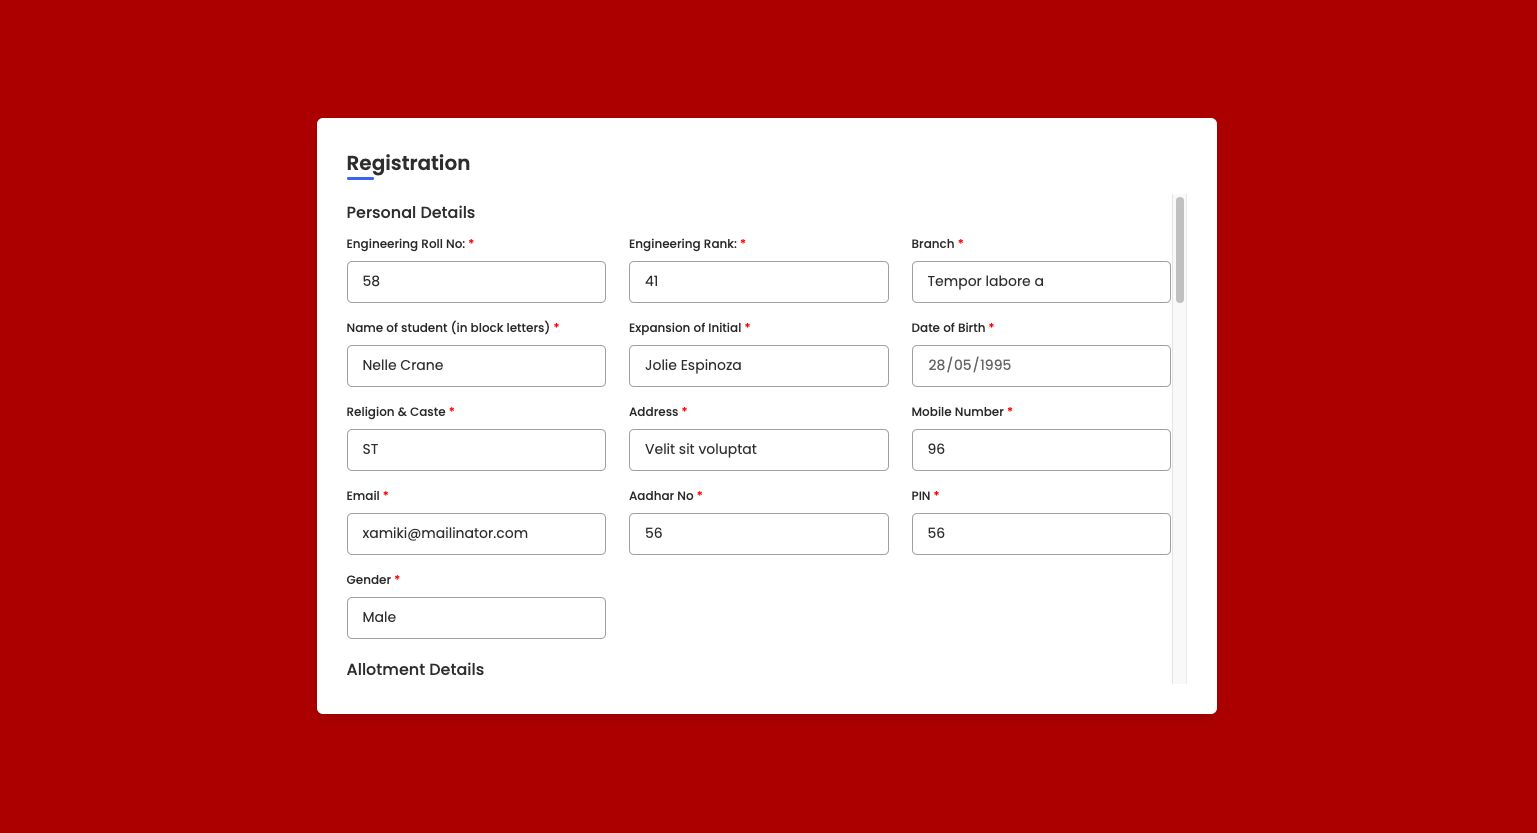 Registration
Personal Details
Engineering Roll No: * Engineering Rank: * Branch *
58 41 Tempor labore a
Name of student (in block letters) * Expansion of Initial * Date of Birth *
Nelle Crane Jolie Espinoza 28/05/1995
Religion & Caste * Address * Mobile Number *
ST Velit sit voluptat 96
Email * Aadhar No * PIN *
xamiki@mailinator.com 56 56
Gender *
Male
Allotment Details